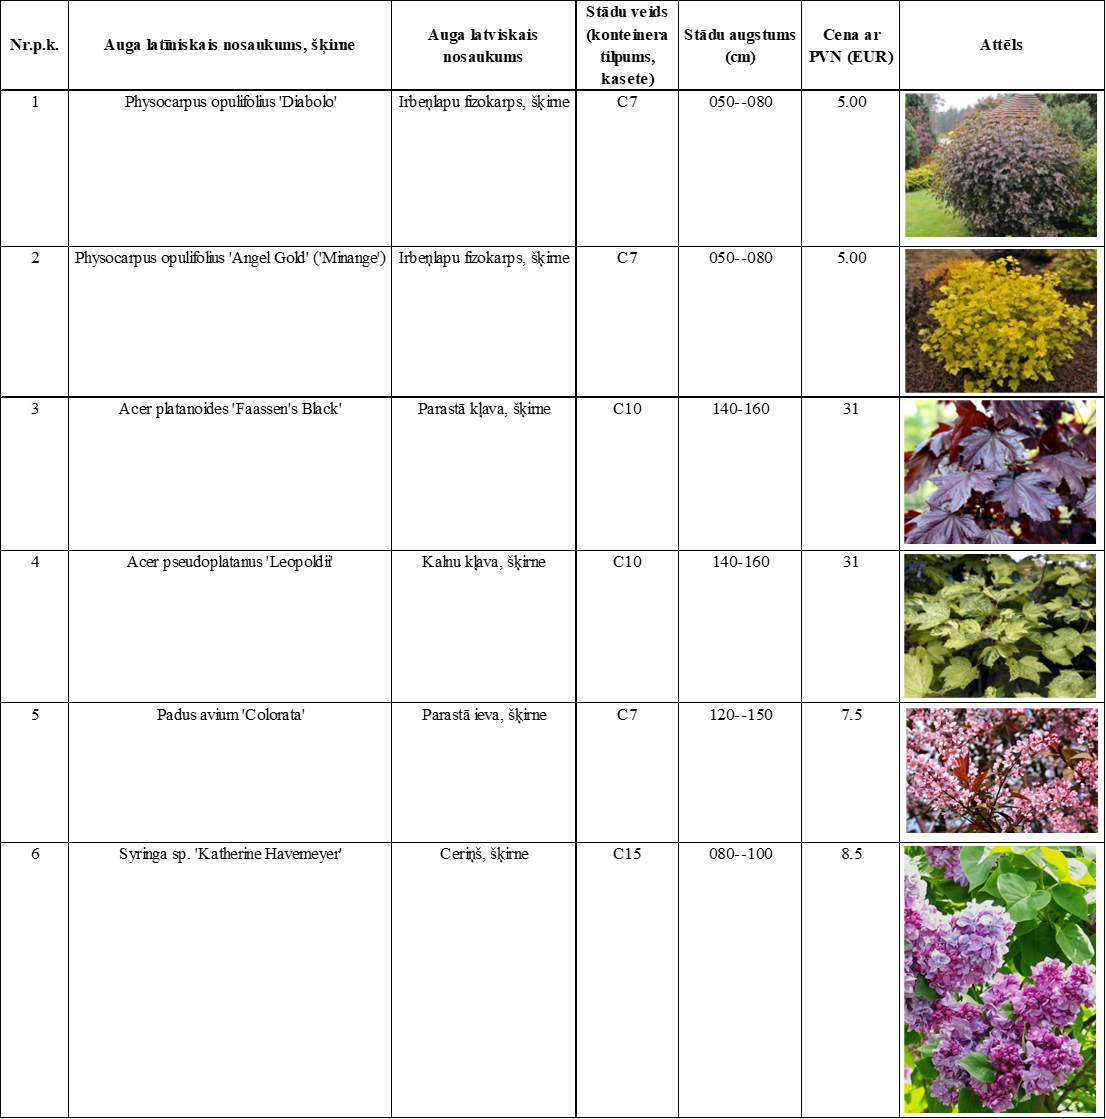 Nr.p.k.
Auga latīniskais nosaukums, šķirne
Auga latviskais
nosaukums
Stādu veids
(konteinera
tilpums,
kasete)
Stādu augstums
(cm)
Cena ar
PVN (EUR)
Attēls
1 Physocarpus opulifolius 'Diabolo' Irbeņlapu fizokarps, šķirne C7 050--080 5.00
2 Physocarpus opulifolius 'Angel Gold' ('Minange') Irbeņlapu fizokarps, šķirne C7 050--080 5.00
3 Acer platanoides 'Faassen's Black' Parastā kļava, šķirne C10 140-160 31
4 Acer pseudoplatanus 'Leopoldii' Kalnu kļava, šķirne C10 140-160 31
5 Padus avium 'Colorata' Parastā ieva, šķirne C7 120--150 7.5
6 Syringa sp. 'Katherine Havemeyer' Ceriņš, šķirne C15 080--100 8.5